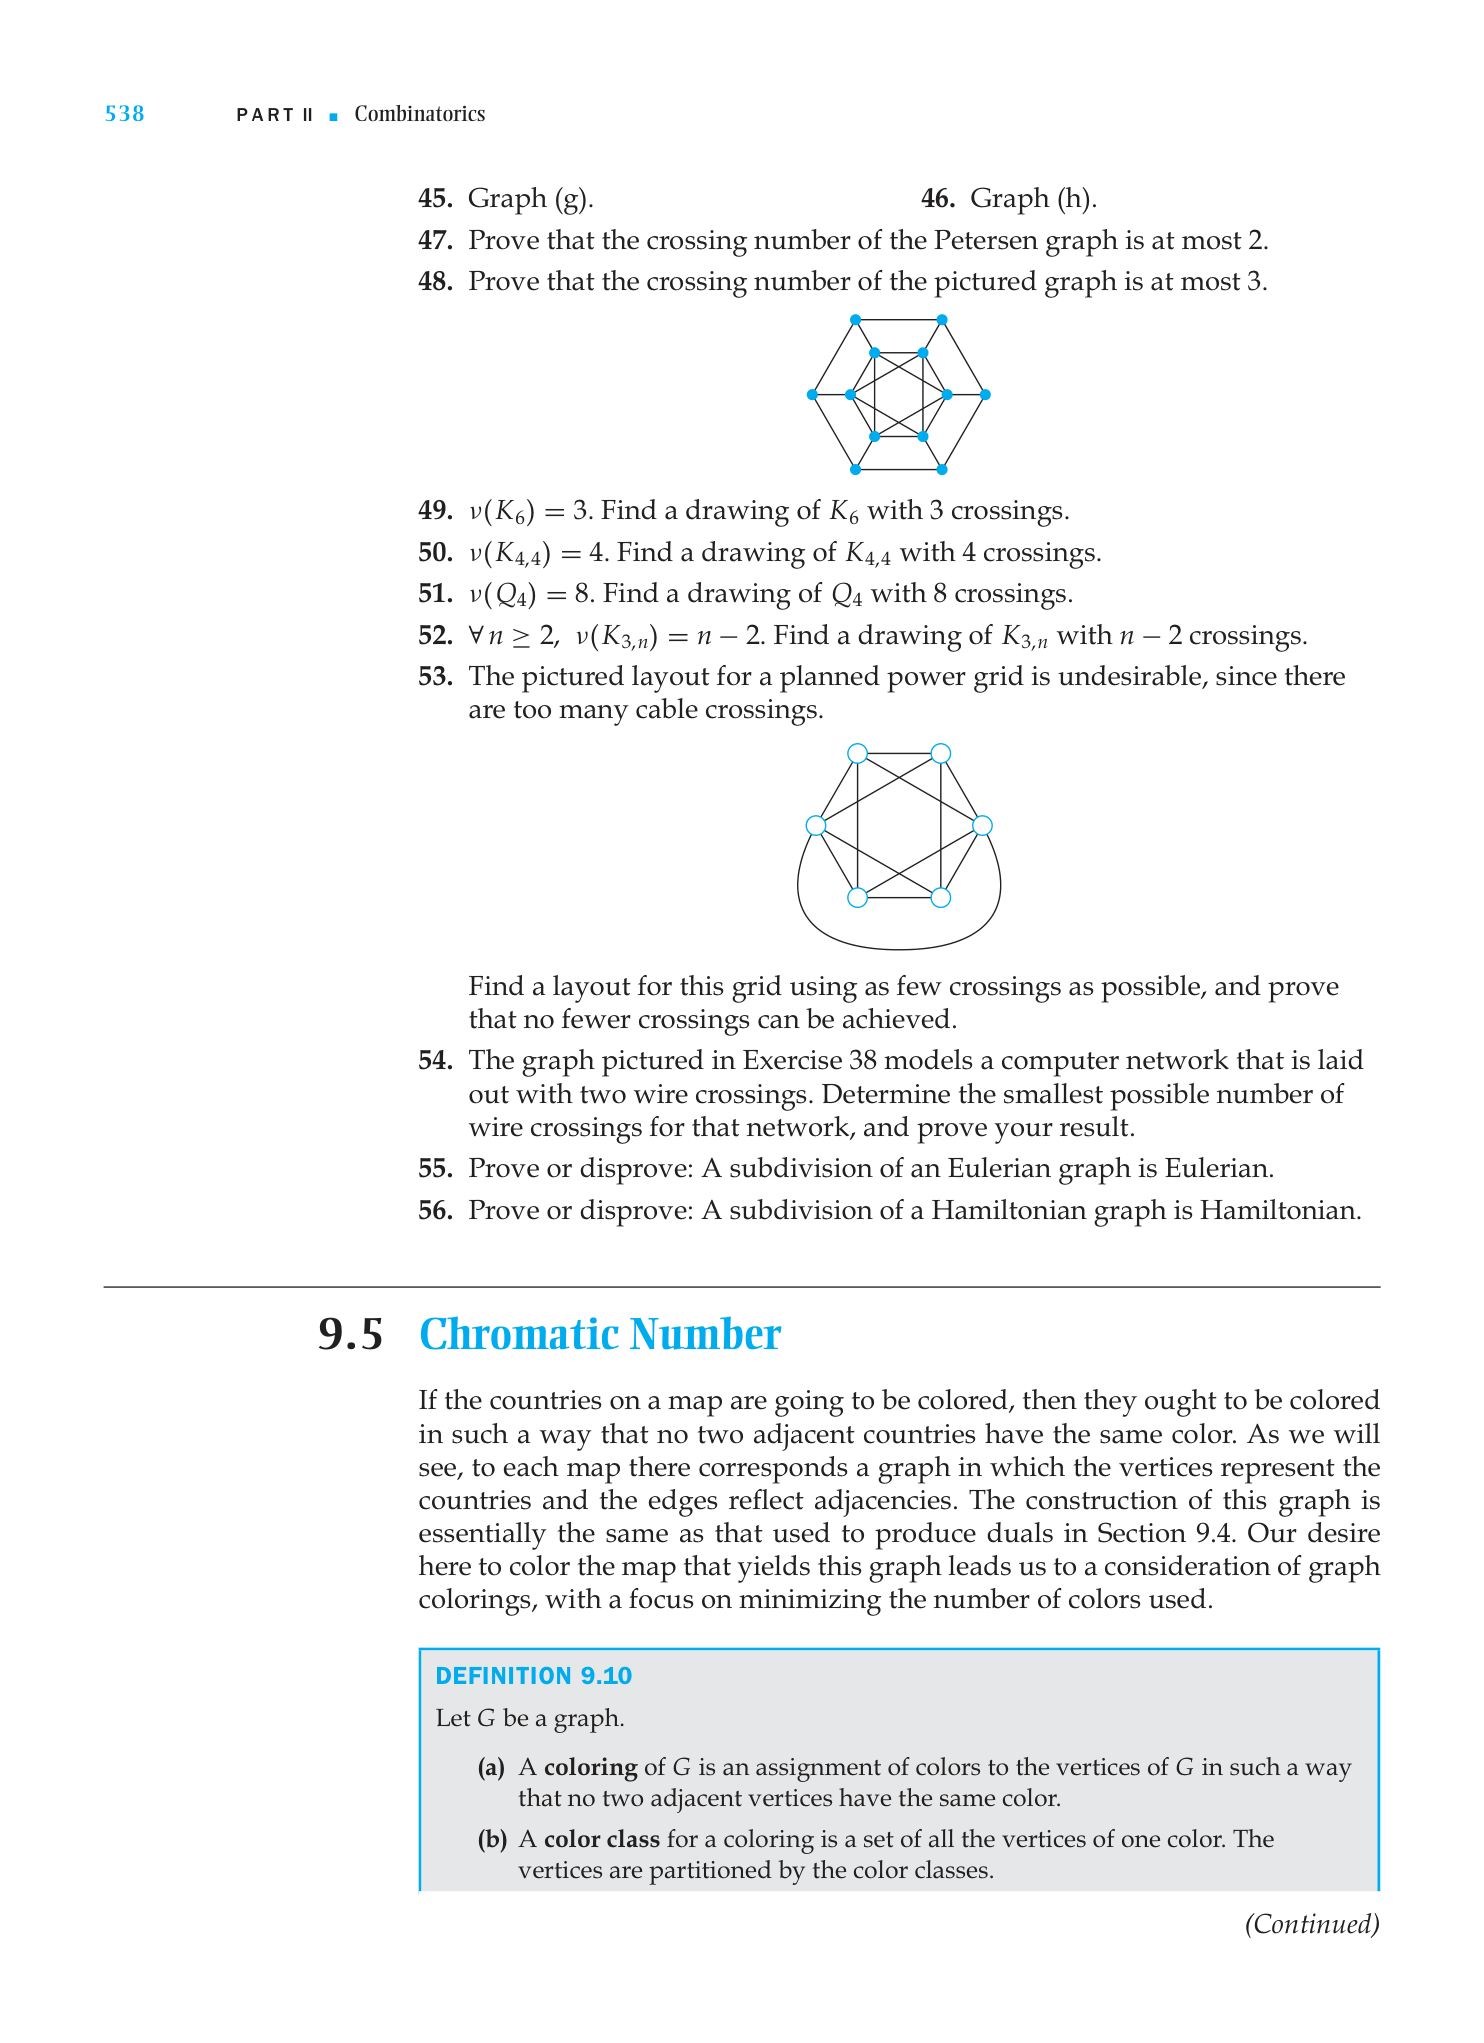 538 PART II ■ Combinatorics
45. Graph (g). 46. Graph (h).
47. Prove that the crossing number of the Petersen graph is at most 2.
48. Prove that the crossing number of the pictured graph is at most 3.
49. ν(K₆) = 3. Find a drawing of K₆ with 3 crossings.
50. ν(K₄,₄) = 4. Find a drawing of K₄,₄ with 4 crossings.
51. ν(Q₄) = 8. Find a drawing of Q₄ with 8 crossings.
52. ∀ n ≥ 2, ν(K₃,ₙ) = n − 2. Find a drawing of K₃,ₙ with n − 2 crossings.
53. The pictured layout for a planned power grid is undesirable, since there
are too many cable crossings.
Find a layout for this grid using as few crossings as possible, and prove
that no fewer crossings can be achieved.
54. The graph pictured in Exercise 38 models a computer network that is laid
out with two wire crossings. Determine the smallest possible number of
wire crossings for that network, and prove your result.
55. Prove or disprove: A subdivision of an Eulerian graph is Eulerian.
56. Prove or disprove: A subdivision of a Hamiltonian graph is Hamiltonian.
9.5 Chromatic Number
If the countries on a map are going to be colored, then they ought to be colored
in such a way that no two adjacent countries have the same color. As we will
see, to each map there corresponds a graph in which the vertices represent the
countries and the edges reflect adjacencies. The construction of this graph is
essentially the same as that used to produce duals in Section 9.4. Our desire
here to color the map that yields this graph leads us to a consideration of graph
colorings, with a focus on minimizing the number of colors used.
DEFINITION 9.10
Let G be a graph.
(a) A coloring of G is an assignment of colors to the vertices of G in such a way
that no two adjacent vertices have the same color.
(b) A color class for a coloring is a set of all the vertices of one color. The
vertices are partitioned by the color classes.
(Continued)